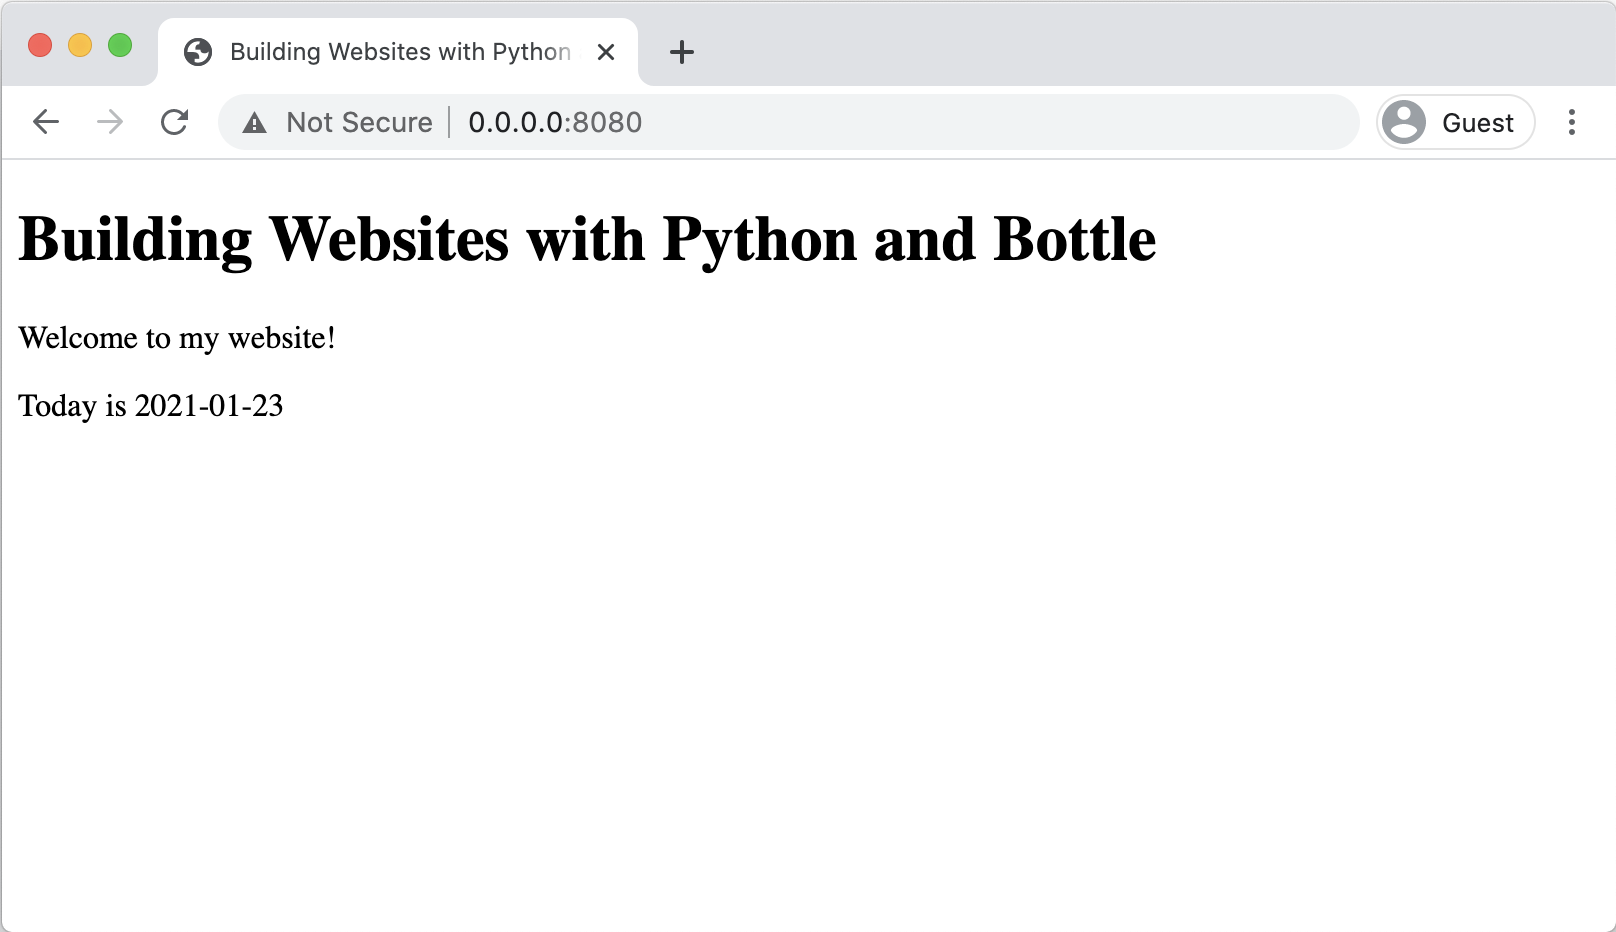 Building Websites with Python
Not Secure 0.0.0.0:8080
Guest
Building Websites with Python and Bottle
Welcome to my website!
Today is 2021-01-23